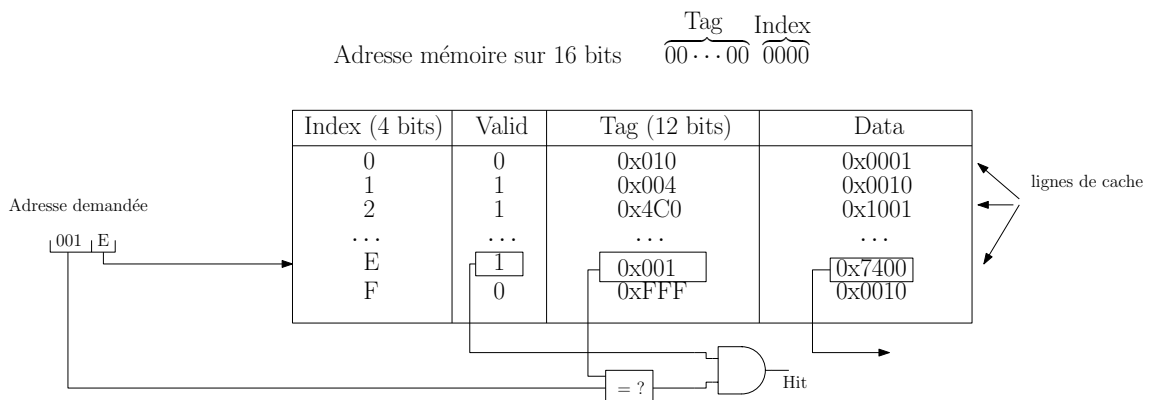 Tag Index
Adresse mémoire sur 16 bits 00···00 0000
Index (4 bits) Valid Tag (12 bits) Data
0 0 0x010 0x0001
1 1 0x004 0x0010
2 1 0x4C0 0x1001
... ... ... ...
E 1 0x001 0x7400
F 0 0xFFF 0x0010
lignes de cache
Adresse demandée
001 E
= ?
Hit